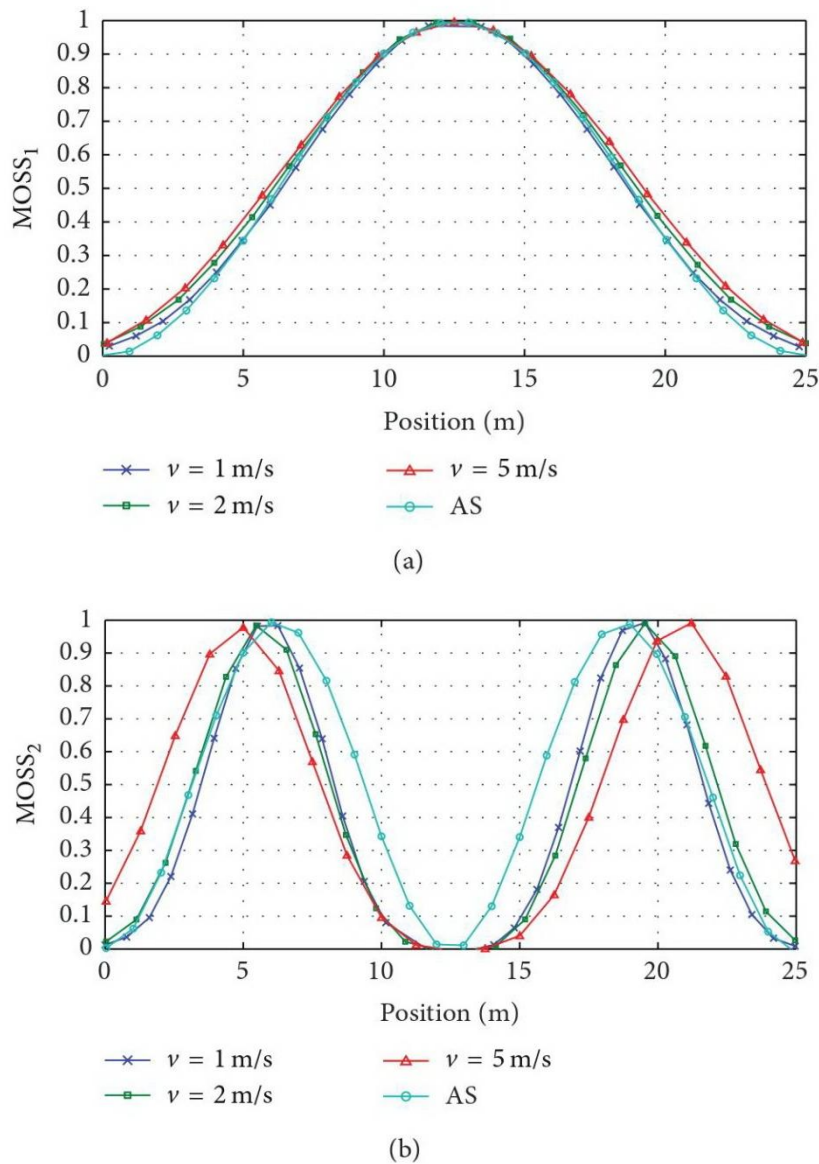 1
0.9
0.8
0.7
0.6
0.5
0.4
0.3
0.2
0.1
0
MOSS₁
0 5 10 15 20 25
Position (m)
ν = 1 m/s ν = 5 m/s
ν = 2 m/s AS
(a)
1
0.9
0.8
0.7
0.6
0.5
0.4
0.3
0.2
0.1
0
MOSS₂
0 5 10 15 20 25
Position (m)
ν = 1 m/s ν = 5 m/s
ν = 2 m/s AS
(b)